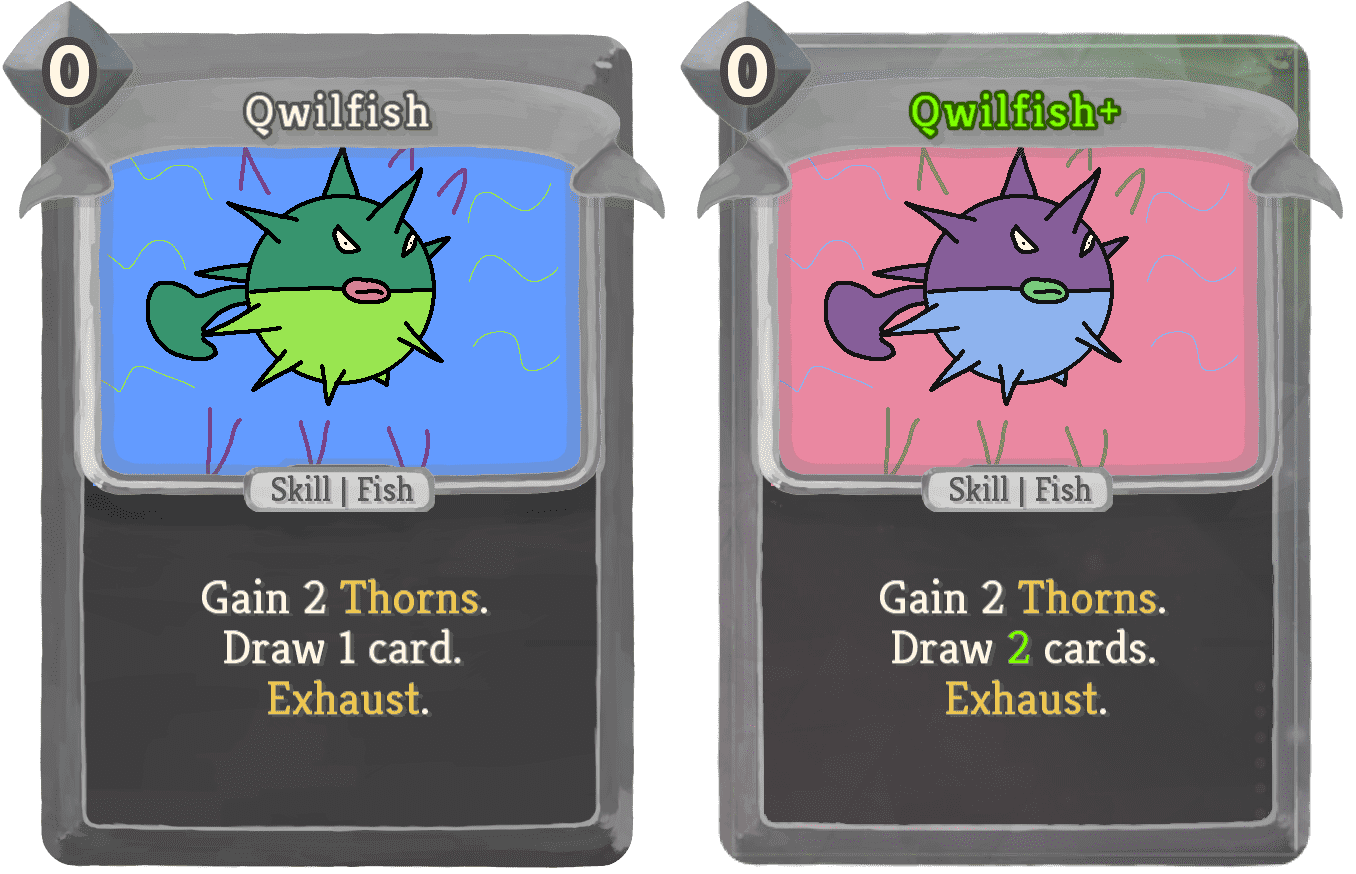 0
Qwilfish
Skill | Fish
Gain 2 Thorns.
Draw 1 card.
Exhaust.
0
Qwilfish+
Skill | Fish
Gain 2 Thorns.
Draw 2 cards.
Exhaust.